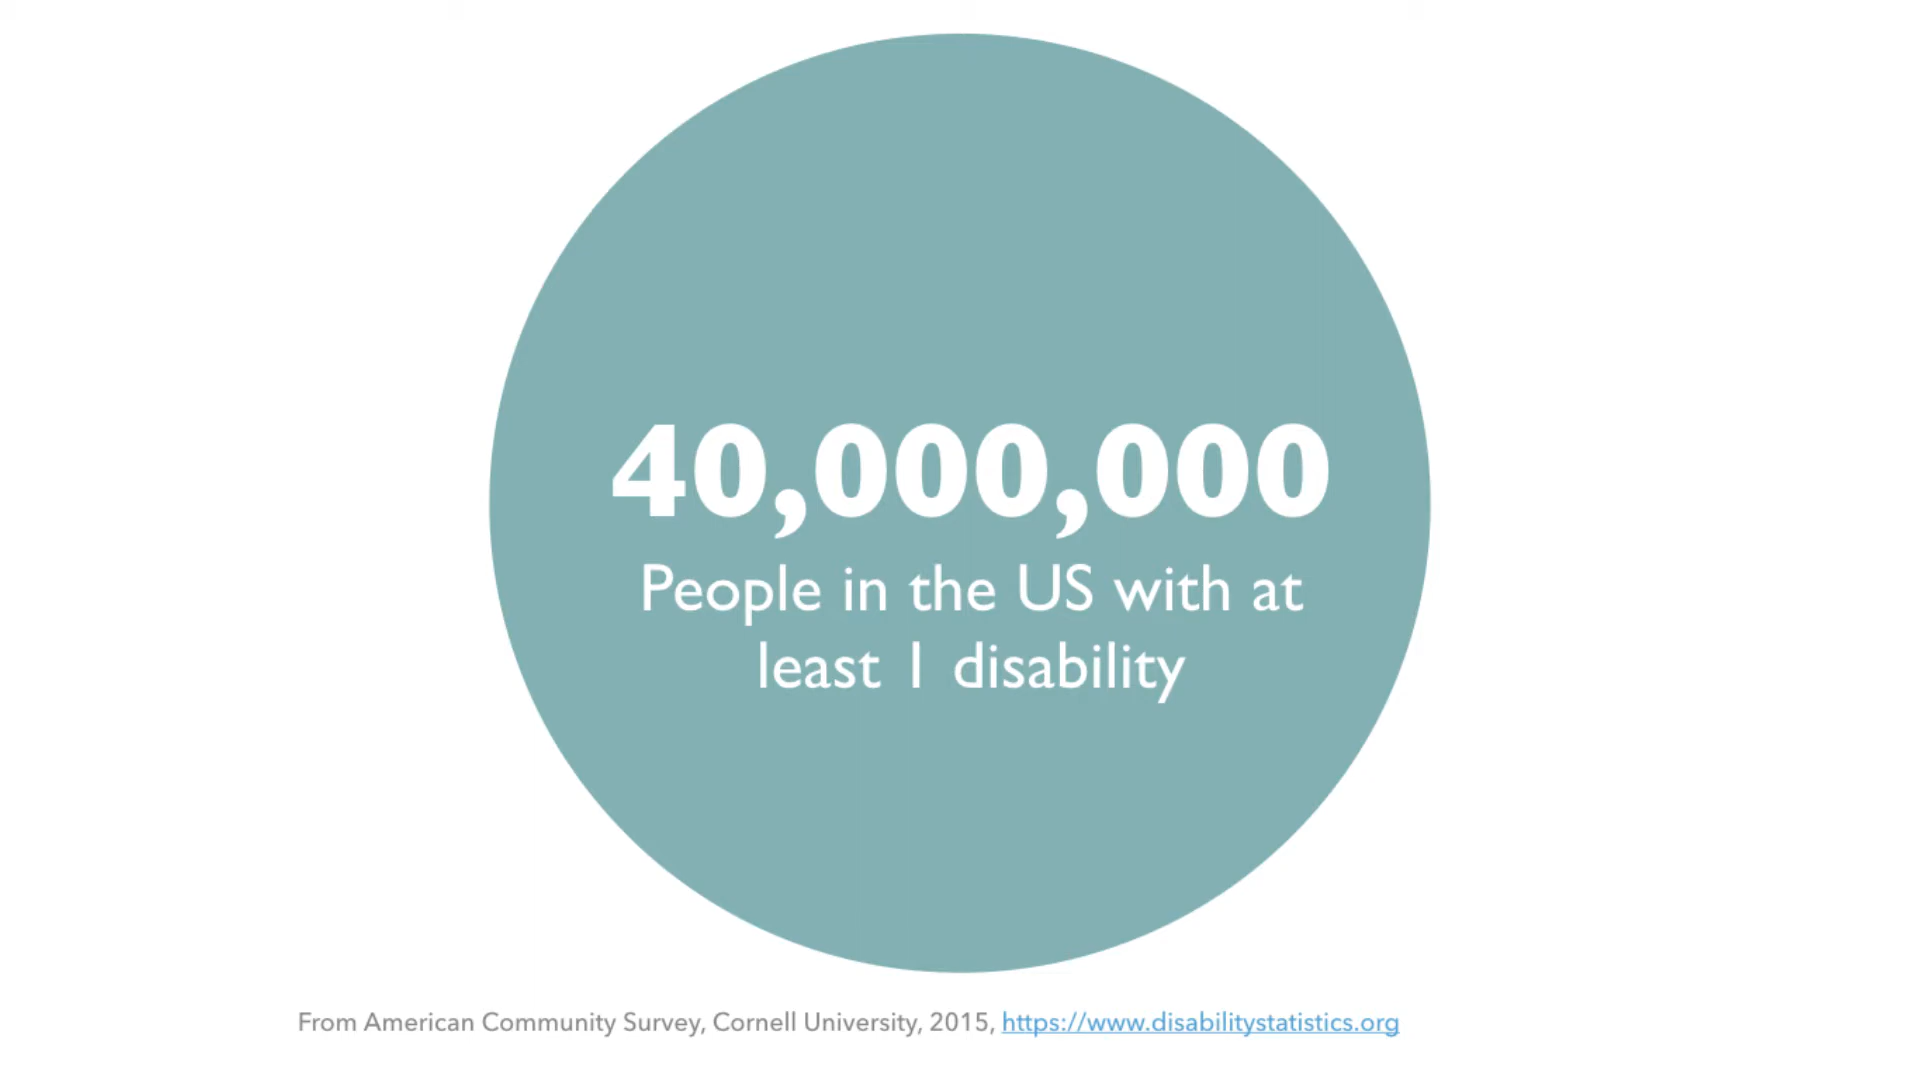 40,000,000
People in the US with at
least 1 disability
From American Community Survey, Cornell University, 2015, https://www.disabilitystatistics.org